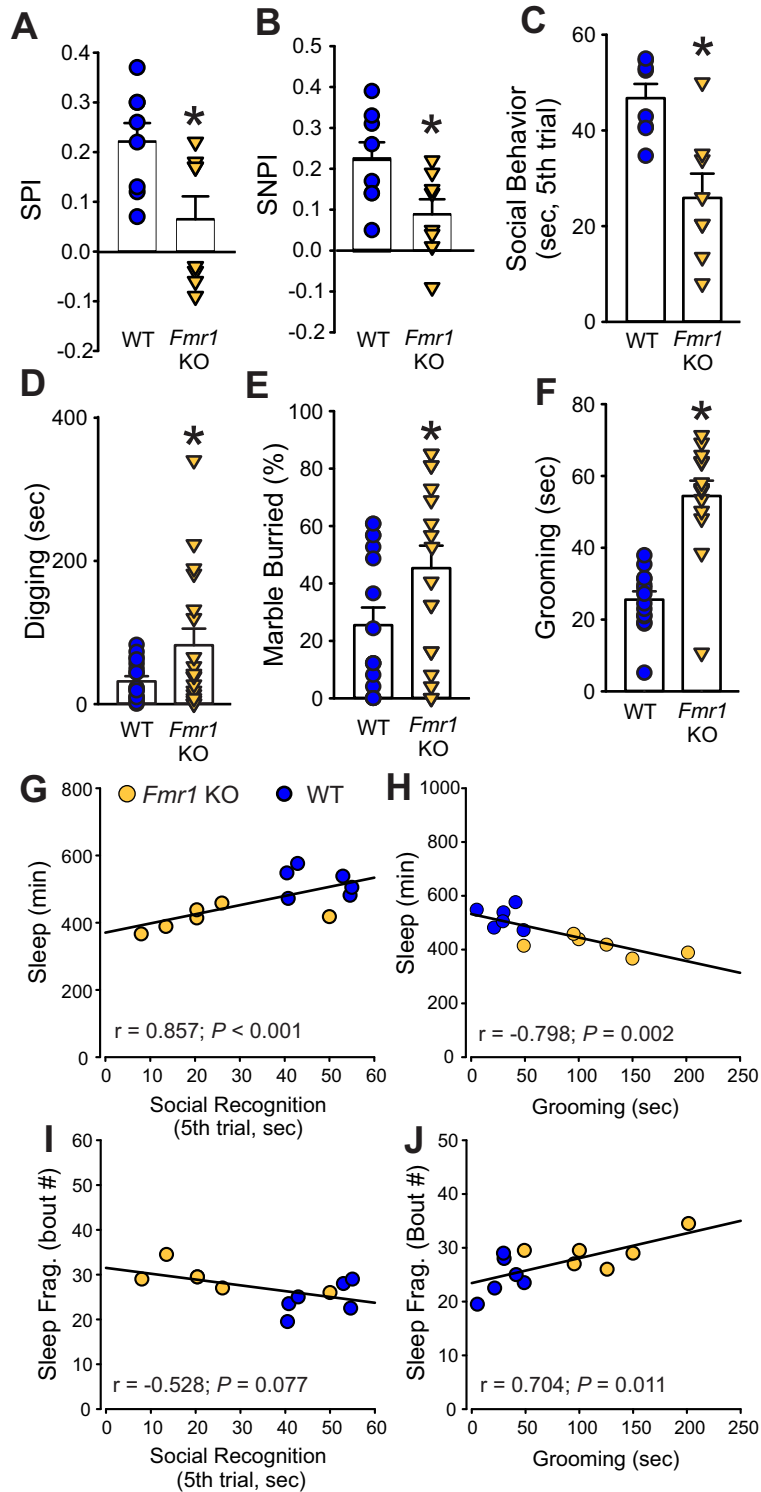 A
SPI
0.4
0.3
0.2
0.1
0.0
-0.1
-0.2
*
WT
Fmr1
KO
B
SNPI
0.5
0.4
0.3
0.2
0.1
0.0
-0.1
-0.2
*
WT
Fmr1
KO
C
Social Behavior
(sec, 5th trial)
60
40
20
0
*
WT
Fmr1
KO
D
Digging (sec)
400
200
0
*
WT
Fmr1
KO
E
Marble Burried (%)
100
80
60
40
20
0
*
WT
Fmr1
KO
F
Grooming (sec)
80
60
40
20
0
*
WT
Fmr1
KO
G
Fmr1 KO
WT
Sleep (min)
800
600
400
200
0
r = 0.857; P < 0.001
0 10 20 30 40 50 60
Social Recognition
(5th trial, sec)
H
Sleep (min)
1000
800
600
400
200
0
r = -0.798; P = 0.002
0 50 100 150 200 250
Grooming (sec)
I
Sleep Frag. (bout #)
60
50
40
30
20
10
0
r = -0.528; P = 0.077
0 10 20 30 40 50 60
Social Recognition
(5th trial, sec)
J
Sleep Frag. (Bout #)
50
40
30
20
10
0
r = 0.704; P = 0.011
0 50 100 150 200 250
Grooming (sec)